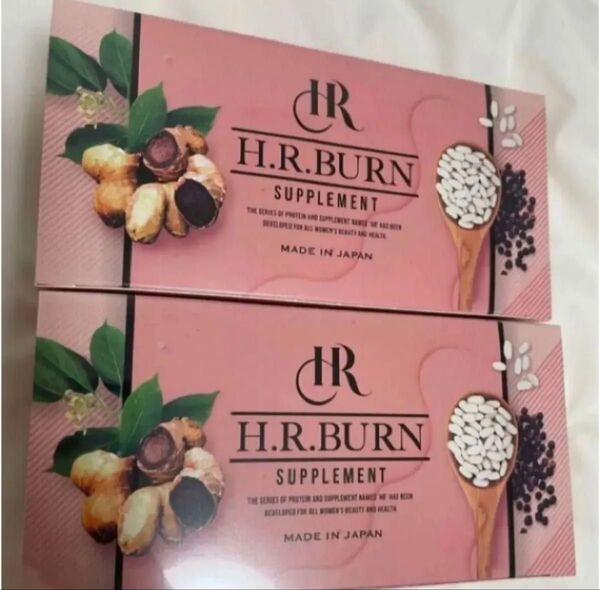 HR
H.R.BURN
SUPPLEMENT
THE SERIES OF PROTEIN AND SUPPLEMENT NAMED 'HR' HAS BEEN
DEVELOPED FOR ALL WOMEN'S BEAUTY AND HEALTH.
MADE IN JAPAN
HR
H.R.BURN
SUPPLEMENT
THE SERIES OF PROTEIN AND SUPPLEMENT NAMED 'HR' HAS BEEN
DEVELOPED FOR ALL WOMEN'S BEAUTY AND HEALTH.
MADE IN JAPAN